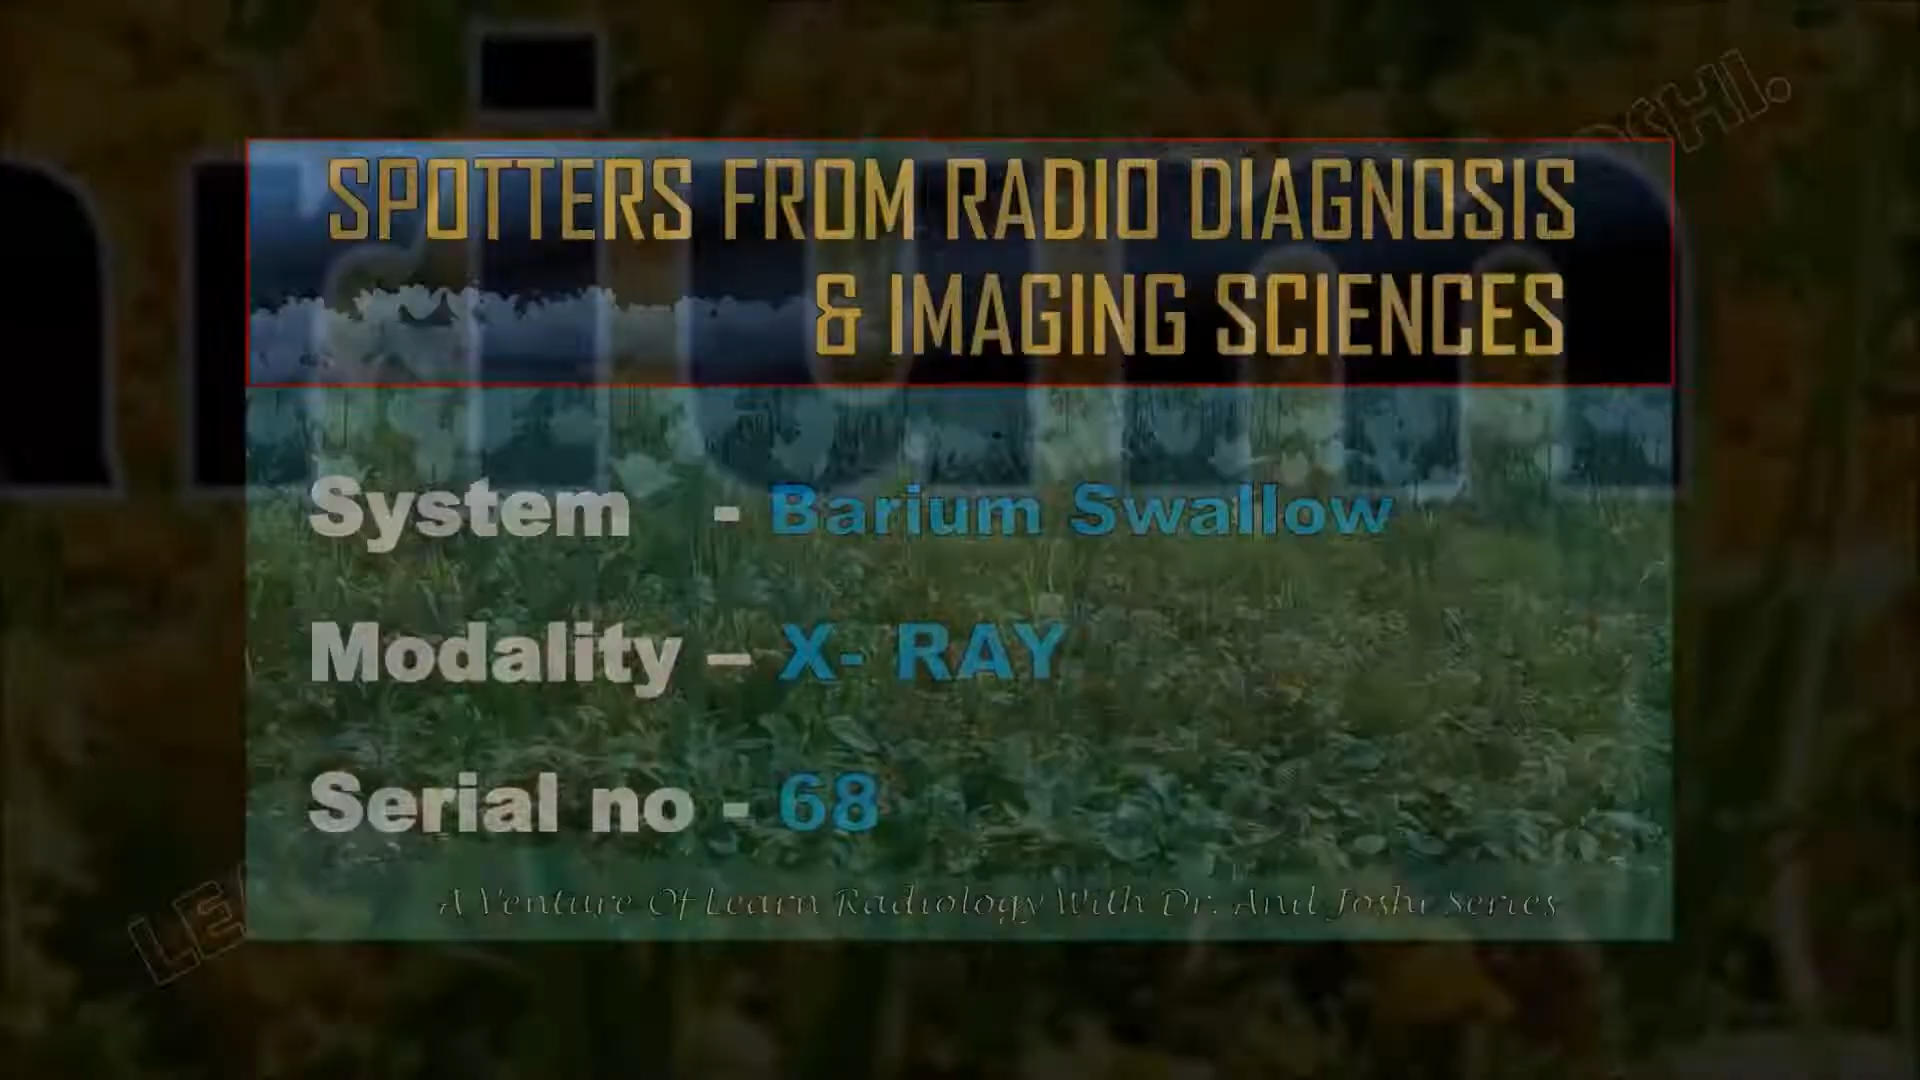 SPOTTERS FROM RADIO DIAGNOSIS
& IMAGING SCIENCES
System - Barium Swallow
Modality – X- RAY
Serial no - 68
A Venture Of Learn Radiology With Dr. Anil Joshi Series